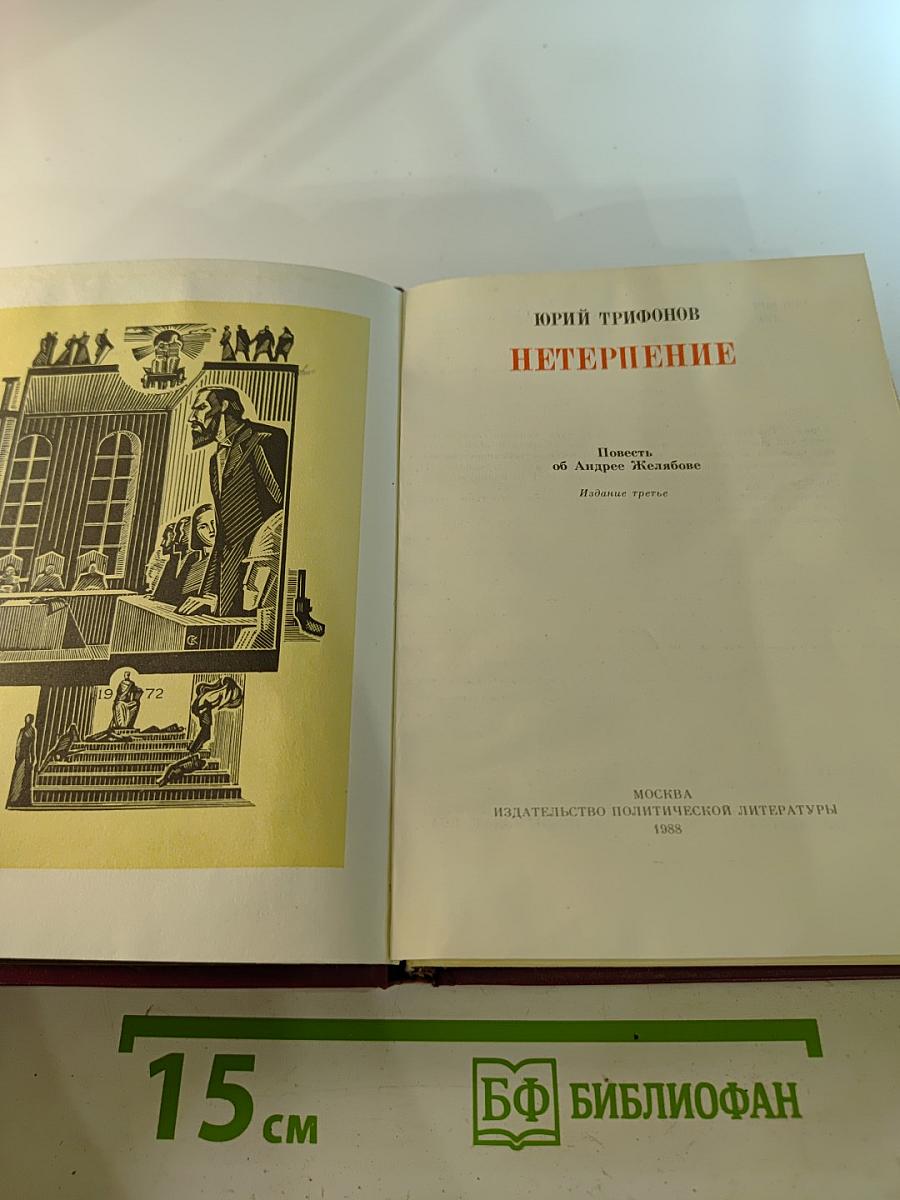 19 72
ЮРИЙ ТРИФОНОВ
НЕТЕРПЕНИЕ
Повесть
об Андрее Желябове
Издание третье
МОСКВА
ИЗДАТЕЛЬСТВО ПОЛИТИЧЕСКОЙ ЛИТЕРАТУРЫ
1988
15 см
БФ БИБЛИОФАН